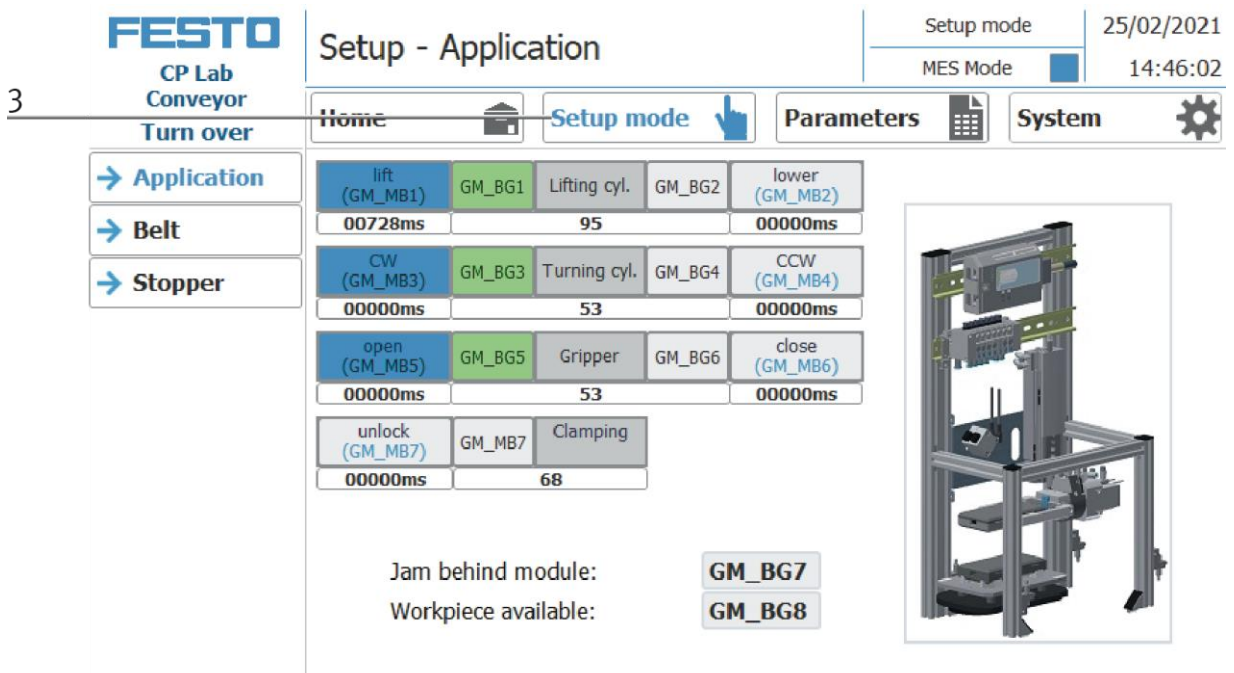 FESTO
CP Lab
Conveyor
Turn over
Setup - Application
Setup mode
MES Mode
25/02/2021
14:46:02
3
Home
Setup mode
Parameters
System
Application
Belt
Stopper
lift
(GM_MB1)
GM_BG1
Lifting cyl.
GM_BG2
lower
(GM_MB2)
00728ms
95
00000ms
CW
(GM_MB3)
GM_BG3
Turning cyl.
GM_BG4
CCW
(GM_MB4)
00000ms
53
00000ms
open
(GM_MB5)
GM_BG5
Gripper
GM_BG6
close
(GM_MB6)
00000ms
53
00000ms
unlock
(GM_MB7)
GM_MB7
Clamping
00000ms
68
Jam behind module:
GM_BG7
Workpiece available:
GM_BG8